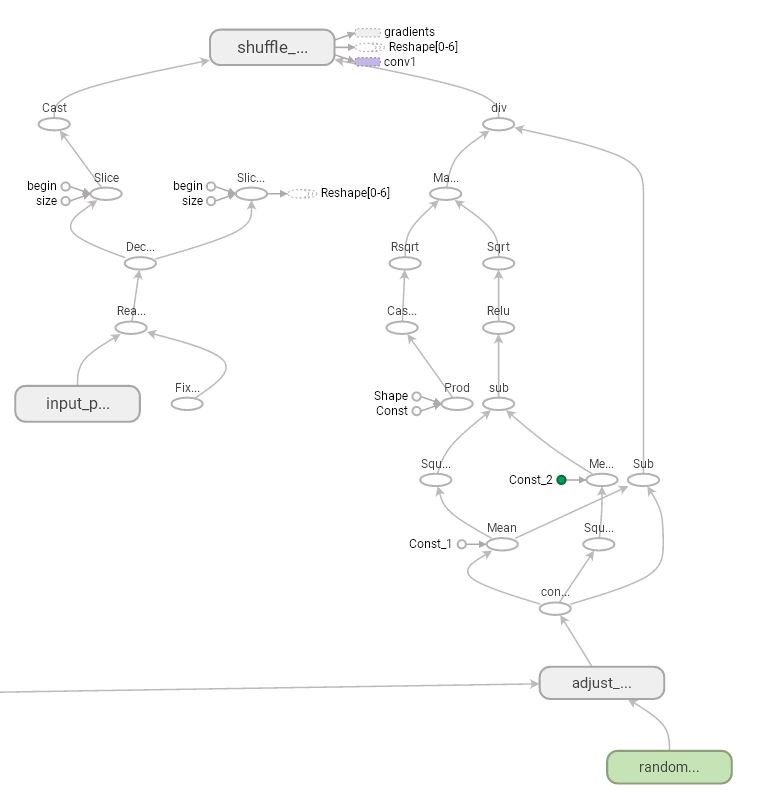 shuffle_...
gradients
Reshape[0-6]
conv1
Cast
div
begin
size
Slice
begin
size
Slic...
Reshape[0-6]
Ma...
Dec...
Rsqrt
Sqrt
Rea...
Cas...
Relu
input_p...
Fix...
Shape
Const
Prod
sub
Squ...
Const_2
Me...
Sub
Const_1
Mean
Squ...
con...
adjust_...
random...